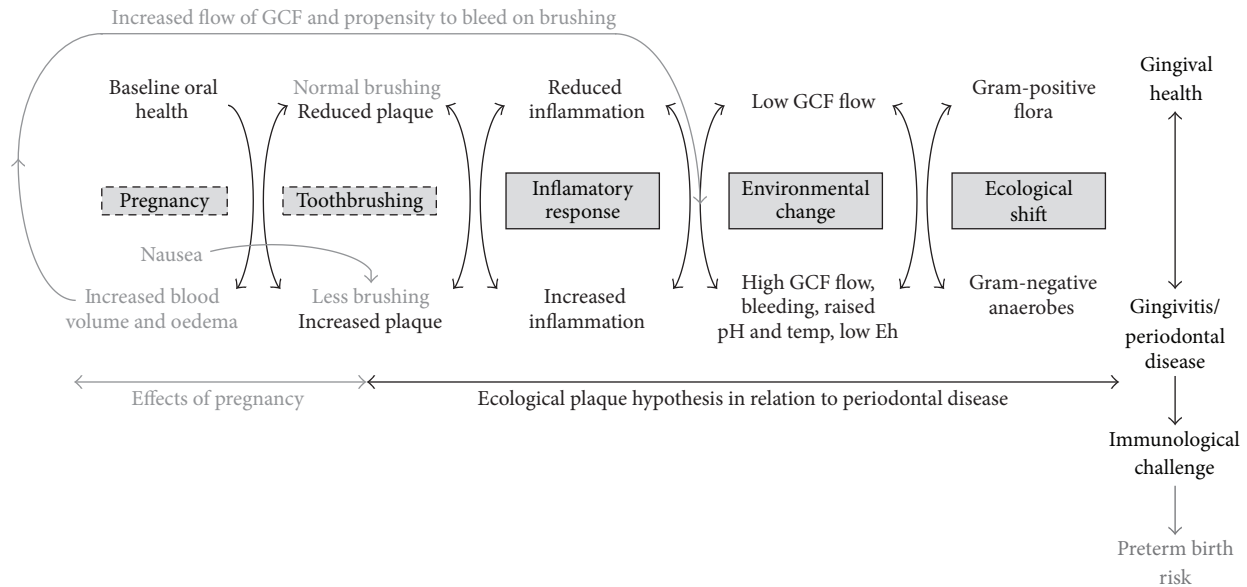 Increased flow of GCF and propensity to bleed on brushing
Baseline oral
health
Normal brushing
Reduced plaque
Reduced
inflammation
Low GCF flow
Gram-positive
flora
Gingival
health
Pregnancy
Toothbrushing
Inflamatory
response
Environmental
change
Ecological
shift
Nausea
Increased blood
volume and oedema
Less brushing
Increased plaque
Increased
inflammation
High GCF flow,
bleeding, raised
pH and temp, low Eh
Gram-negative
anaerobes
Gingivitis/
periodontal
disease
Effects of pregnancy
Ecological plaque hypothesis in relation to periodontal disease
Immunological
challenge
Preterm birth
risk